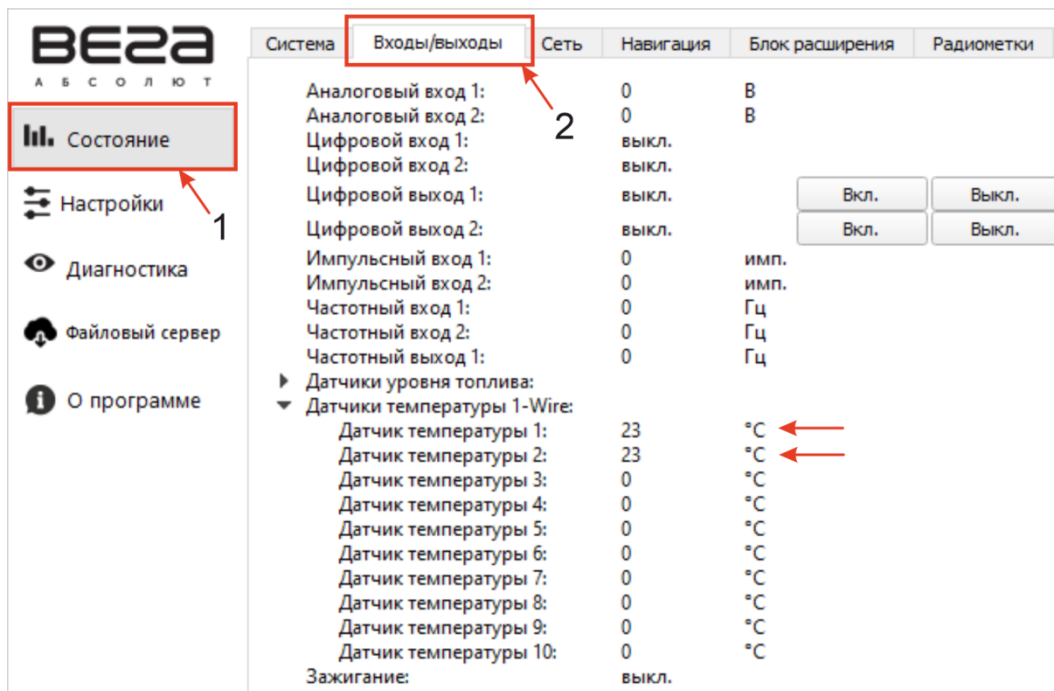 ВЕГА
АБСОЛЮТ
Система Входы/выходы Сеть Навигация Блок расширения Радиометки
1
2
Состояние
Настройки
Диагностика
Файловый сервер
О программе
Аналоговый вход 1: 0 В
Аналоговый вход 2: 0 В
Цифровой вход 1: выкл.
Цифровой вход 2: выкл.
Цифровой выход 1: выкл. Вкл. Выкл.
Цифровой выход 2: выкл. Вкл. Выкл.
Импульсный вход 1: 0 имп.
Импульсный вход 2: 0 имп.
Частотный вход 1: 0 Гц
Частотный вход 2: 0 Гц
Частотный выход 1: 0 Гц
Датчики уровня топлива:
Датчики температуры 1-Wire:
Датчик температуры 1: 23 °C
Датчик температуры 2: 23 °C
Датчик температуры 3: 0 °C
Датчик температуры 4: 0 °C
Датчик температуры 5: 0 °C
Датчик температуры 6: 0 °C
Датчик температуры 7: 0 °C
Датчик температуры 8: 0 °C
Датчик температуры 9: 0 °C
Датчик температуры 10: 0 °C
Зажигание: выкл.